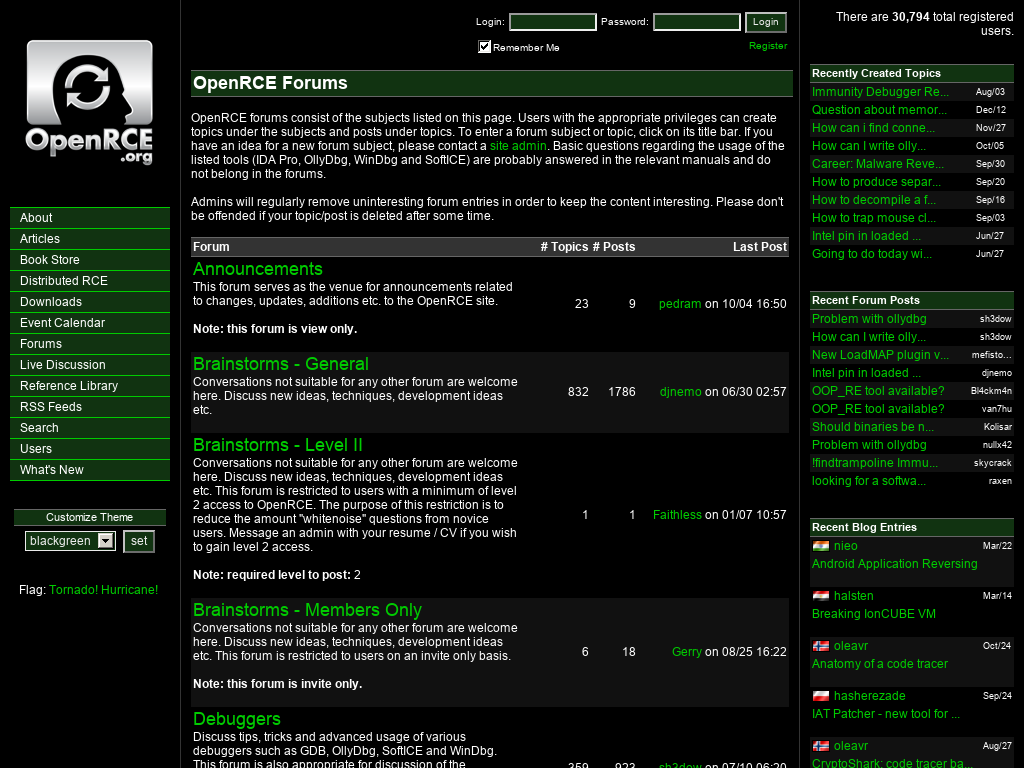 OpenRCE
.org
About
Articles
Book Store
Distributed RCE
Downloads
Event Calendar
Forums
Live Discussion
Reference Library
RSS Feeds
Search
Users
What's New
Customize Theme
blackgreen set
Flag: Tornado! Hurricane!
Login: Password: Login
Remember Me Register
OpenRCE Forums
OpenRCE forums consist of the subjects listed on this page. Users with the appropriate privileges can create
topics under the subjects and posts under topics. To enter a forum subject or topic, click on its title bar. If you
have an idea for a new forum subject, please contact a site admin. Basic questions regarding the usage of the
listed tools (IDA Pro, OllyDbg, WinDbg and SoftICE) are probably answered in the relevant manuals and do
not belong in the forums.
Admins will regularly remove uninteresting forum entries in order to keep the content interesting. Please don't
be offended if your topic/post is deleted after some time.
Forum # Topics # Posts Last Post
Announcements
This forum serves as the venue for announcements related
to changes, updates, additions etc. to the OpenRCE site.
Note: this forum is view only.
23 9 pedram on 10/04 16:50
Brainstorms - General
Conversations not suitable for any other forum are welcome
here. Discuss new ideas, techniques, development ideas
etc.
832 1786 djnemo on 06/30 02:57
Brainstorms - Level II
Conversations not suitable for any other forum are welcome
here. Discuss new ideas, techniques, development ideas
etc. This forum is restricted to users with a minimum of level
2 access to OpenRCE. The purpose of this restriction is to
reduce the amount "whitenoise" questions from novice
users. Message an admin with your resume / CV if you wish
to gain level 2 access.
Note: required level to post: 2
1 1 Faithless on 01/07 10:57
Brainstorms - Members Only
Conversations not suitable for any other forum are welcome
here. Discuss new ideas, techniques, development ideas
etc. This forum is restricted to users on an invite only basis.
Note: this forum is invite only.
6 18 Gerry on 08/25 16:22
Debuggers
Discuss tips, tricks and advanced usage of various
debuggers such as GDB, OllyDbg, SoftICE and WinDbg.
This forum is also appropriate for discussion of the
359 923 sh3dow on 07/10 06:20
There are 30,794 total registered
users.
Recently Created Topics
Immunity Debugger Re... Aug/03
Question about memor... Dec/12
How can i find conne... Nov/27
How can I write olly... Oct/05
Career: Malware Reve... Sep/30
How to produce separ... Sep/20
How to decompile a f... Sep/16
How to trap mouse cl... Sep/03
Intel pin in loaded ... Jun/27
Going to do today wi... Jun/27
Recent Forum Posts
Problem with ollydbg sh3dow
How can I write olly... sh3dow
New LoadMAP plugin v... mefisto...
Intel pin in loaded ... djnemo
OOP_RE tool available? Bl4ckm4n
OOP_RE tool available? van7hu
Should binaries be n... Kolisar
Problem with ollydbg nullx42
!findtrampoline Immu... skycrack
looking for a softwa... raxen
Recent Blog Entries
nieo Mar/22
Android Application Reversing
halsten Mar/14
Breaking IonCUBE VM
oleavr Oct/24
Anatomy of a code tracer
hasherezade Sep/24
IAT Patcher - new tool for ...
oleavr Aug/27
CryptoShark: code tracer ba...